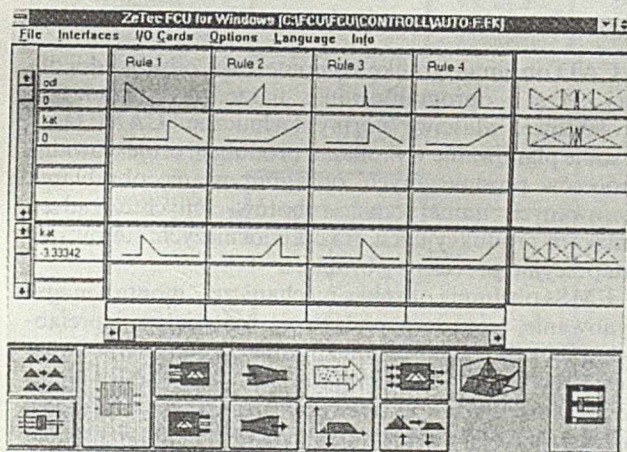 ZeTec FCU for Windows [C:\FCU\FCU\CONTROLL\AUTO-F.FK]
File Interfaces I/O Cards Options Language Info
Rule 1 Rule 2 Rule 3 Rule 4
odl
0
kat
0
kat
-3.33342